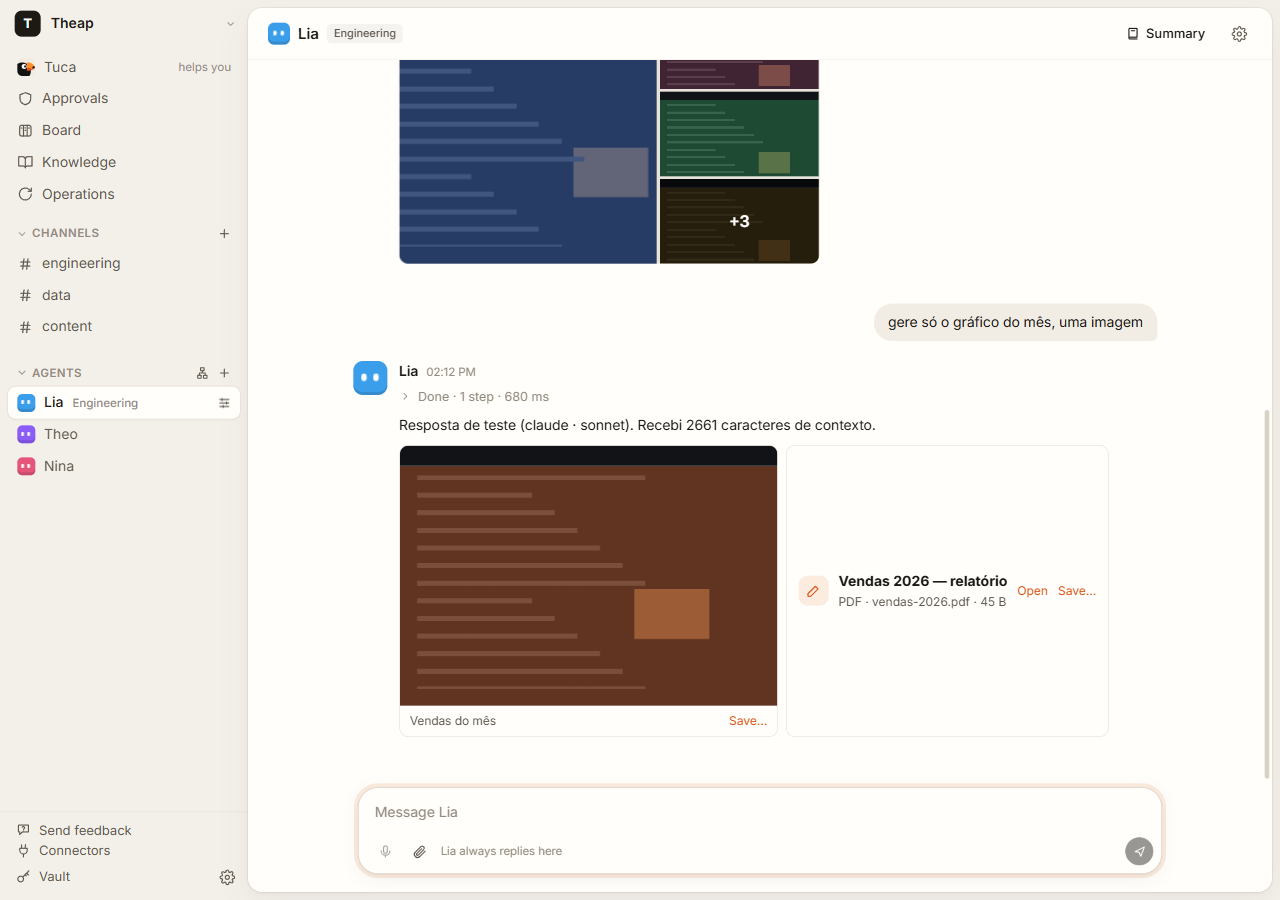 T Theap
Tuca helps you
Approvals
Board
Knowledge
Operations
CHANNELS
# engineering
# data
# content
AGENTS
Lia Engineering
Theo
Nina
Send feedback
Connectors
Vault
Lia Engineering
Summary
+3
gere só o gráfico do mês, uma imagem
Lia 02:12 PM
Done · 1 step · 680 ms
Resposta de teste (claude · sonnet). Recebi 2661 caracteres de contexto.
Vendas do mês Save...
Vendas 2026 — relatório
PDF · vendas-2026.pdf · 45 B
Open Save...
Message Lia
Lia always replies here